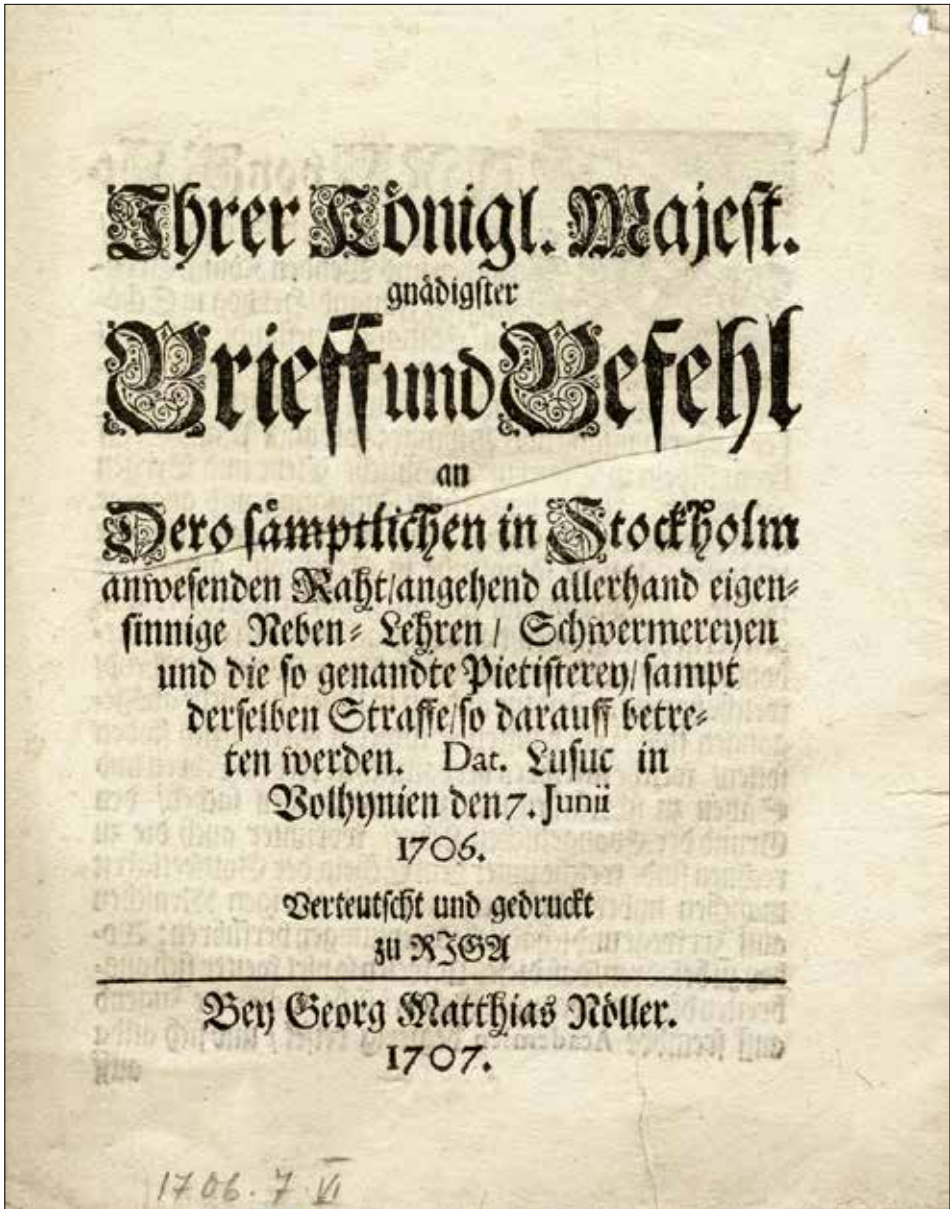 75
Ihrer Königl. Majest.
gnädigster
Brieff und Befehl
an
Dero sämptlichen in Stockholm
anwesenden Raht/angehend allerhand eigen-
sinnige Neben- Lehren / Schwermereyen
und die so genandte Pietisterey/sampt
derselben Straffe/so darauff betre-
ten werden. Dat. Lusuc in
Volhynien den 7. Junii
1706.
Verteutscht und gedruckt
zu RIGA
Bey Georg Matthias Nöller.
1707.
1706. 7 VI